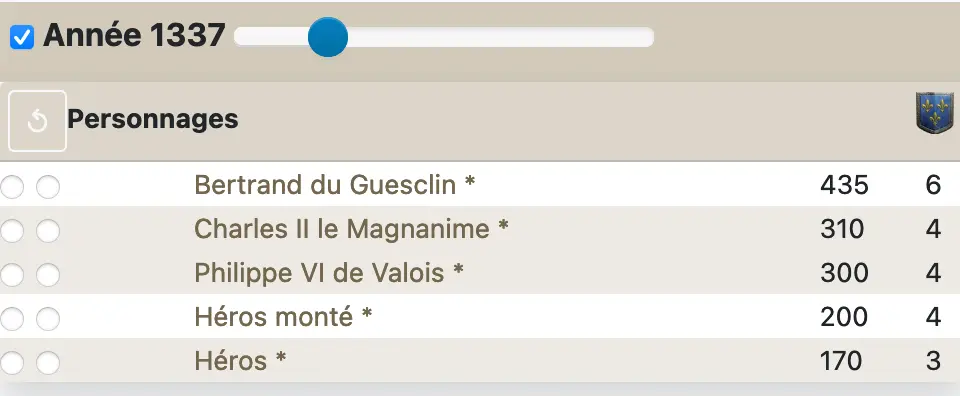 Année 1337
Personnages
Bertrand du Guesclin * 435 6
Charles II le Magnanime * 310 4
Philippe VI de Valois * 300 4
Héros monté * 200 4
Héros * 170 3